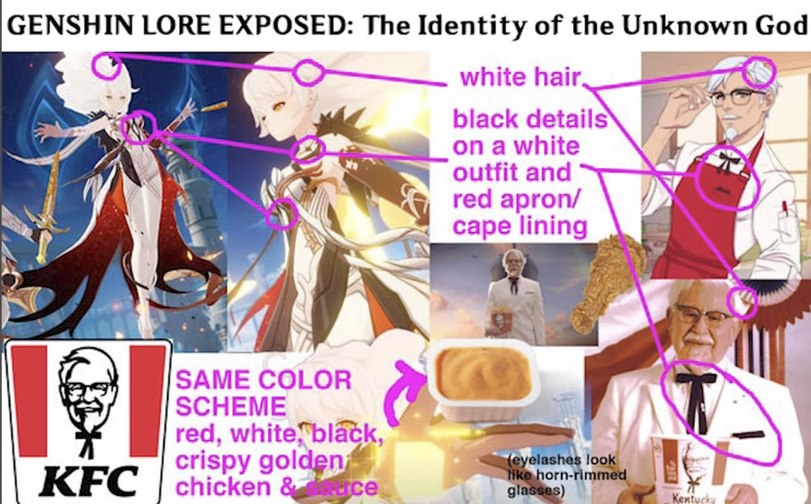 GENSHIN LORE EXPOSED: The Identity of the Unknown God
white hair
black details
on a white
outfit and
red apron/
cape lining
SAME COLOR
SCHEME
red, white, black,
crispy golden
chicken & sauce
KFC
(eyelashes look
like horn-rimmed
glasses)
Kentucky